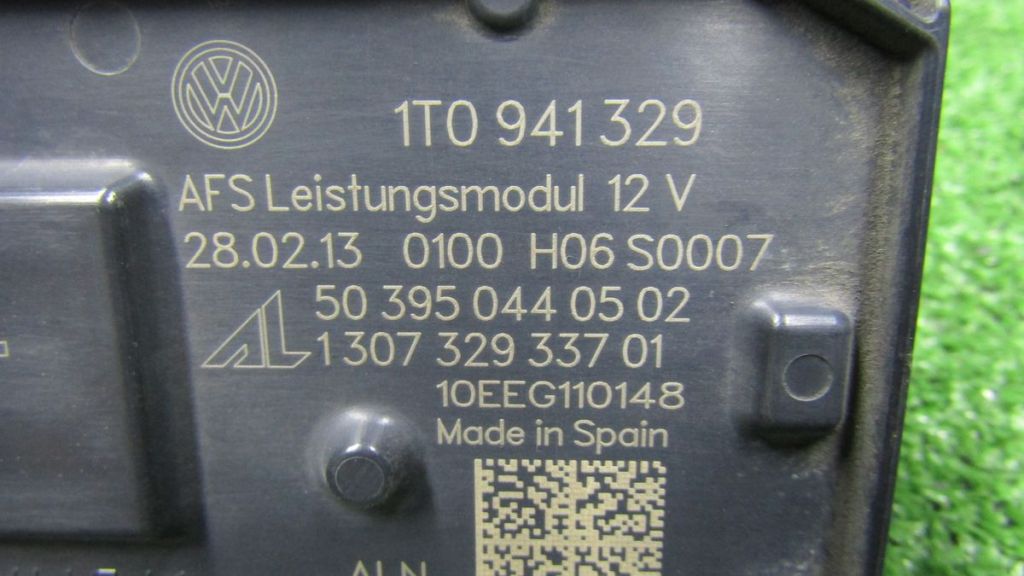 1T0 941 329
AFS Leistungsmodul 12 V
28.02.13 0100 H06 S0007
50 395 044 05 02
1 307 329 337 01
10EEG110148
Made in Spain